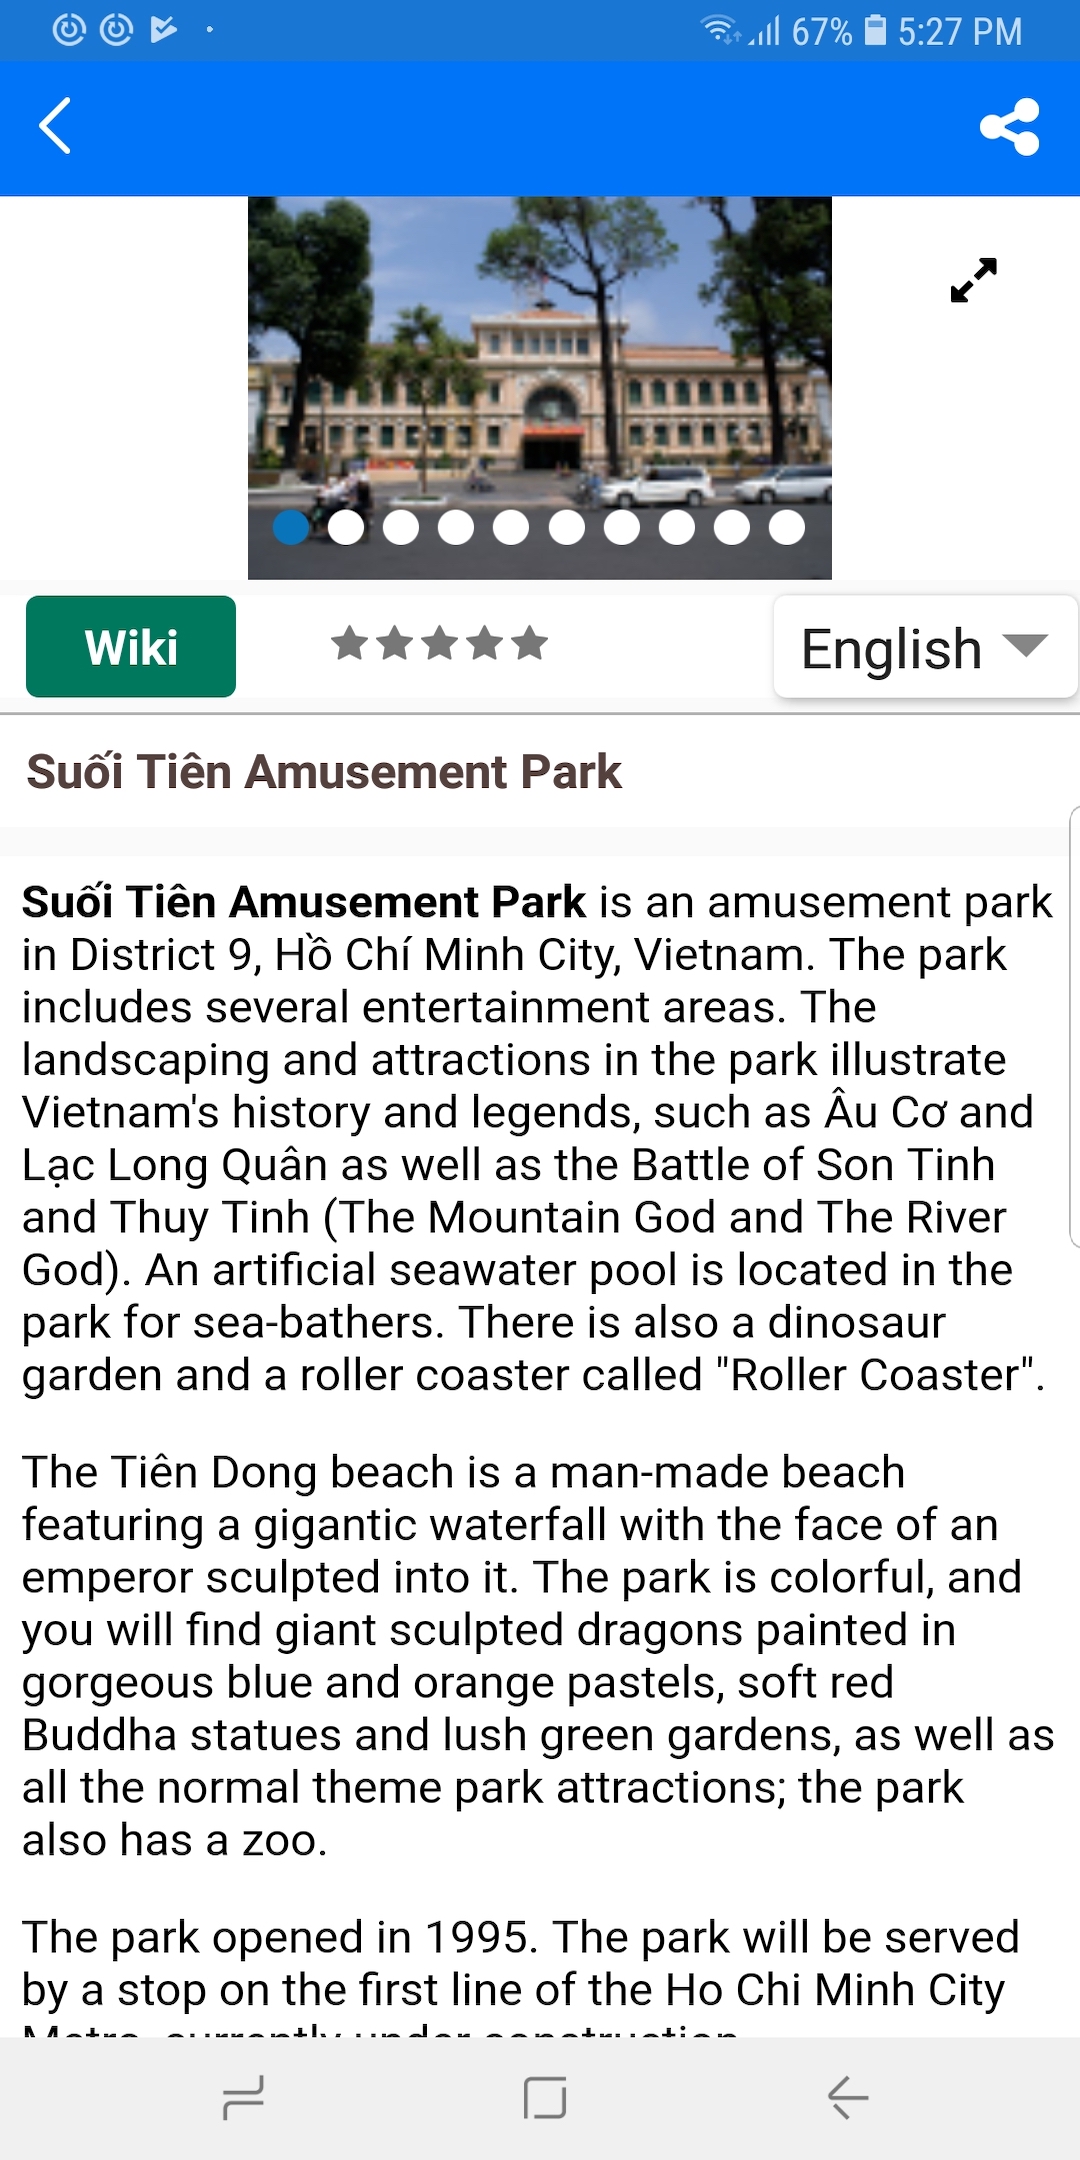 67% 5:27 PM
Wiki
English
Suối Tiên Amusement Park
Suối Tiên Amusement Park is an amusement park
in District 9, Hồ Chí Minh City, Vietnam. The park
includes several entertainment areas. The
landscaping and attractions in the park illustrate
Vietnam's history and legends, such as Âu Cơ and
Lạc Long Quân as well as the Battle of Son Tinh
and Thuy Tinh (The Mountain God and The River
God). An artificial seawater pool is located in the
park for sea-bathers. There is also a dinosaur
garden and a roller coaster called "Roller Coaster".
The Tiên Dong beach is a man-made beach
featuring a gigantic waterfall with the face of an
emperor sculpted into it. The park is colorful, and
you will find giant sculpted dragons painted in
gorgeous blue and orange pastels, soft red
Buddha statues and lush green gardens, as well as
all the normal theme park attractions; the park
also has a zoo.
The park opened in 1995. The park will be served
by a stop on the first line of the Ho Chi Minh City
Metro, currently under construction